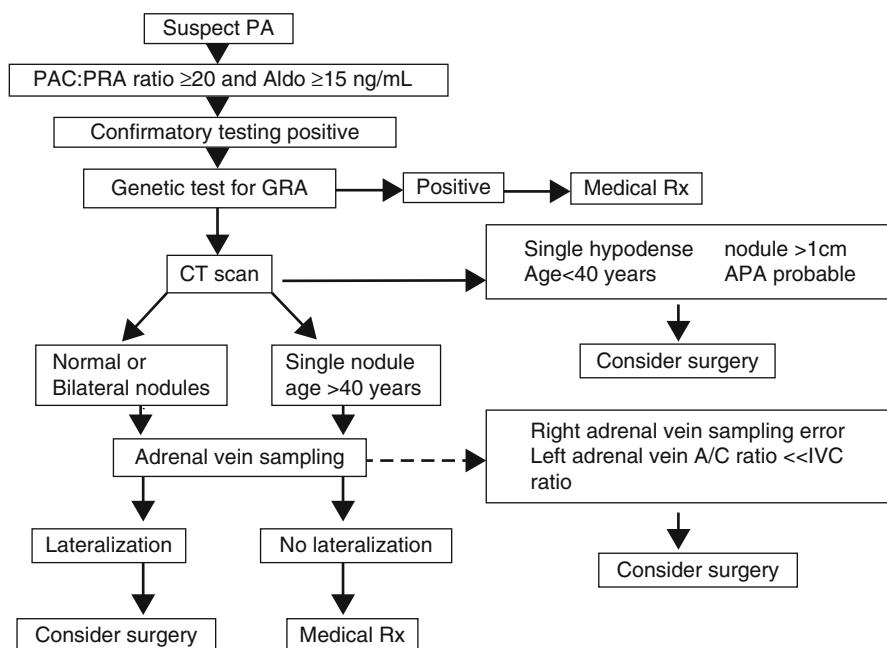 Suspect PA
PAC:PRA ratio ≥20 and Aldo ≥15 ng/mL
Confirmatory testing positive
Genetic test for GRA
Positive
Medical Rx
CT scan
Single hypodense nodule >1cm
Age<40 years APA probable
Consider surgery
Normal or
Bilateral nodules
Single nodule
age >40 years
Adrenal vein sampling
Right adrenal vein sampling error
Left adrenal vein A/C ratio <<IVC
ratio
Consider surgery
Lateralization
No lateralization
Consider surgery
Medical Rx